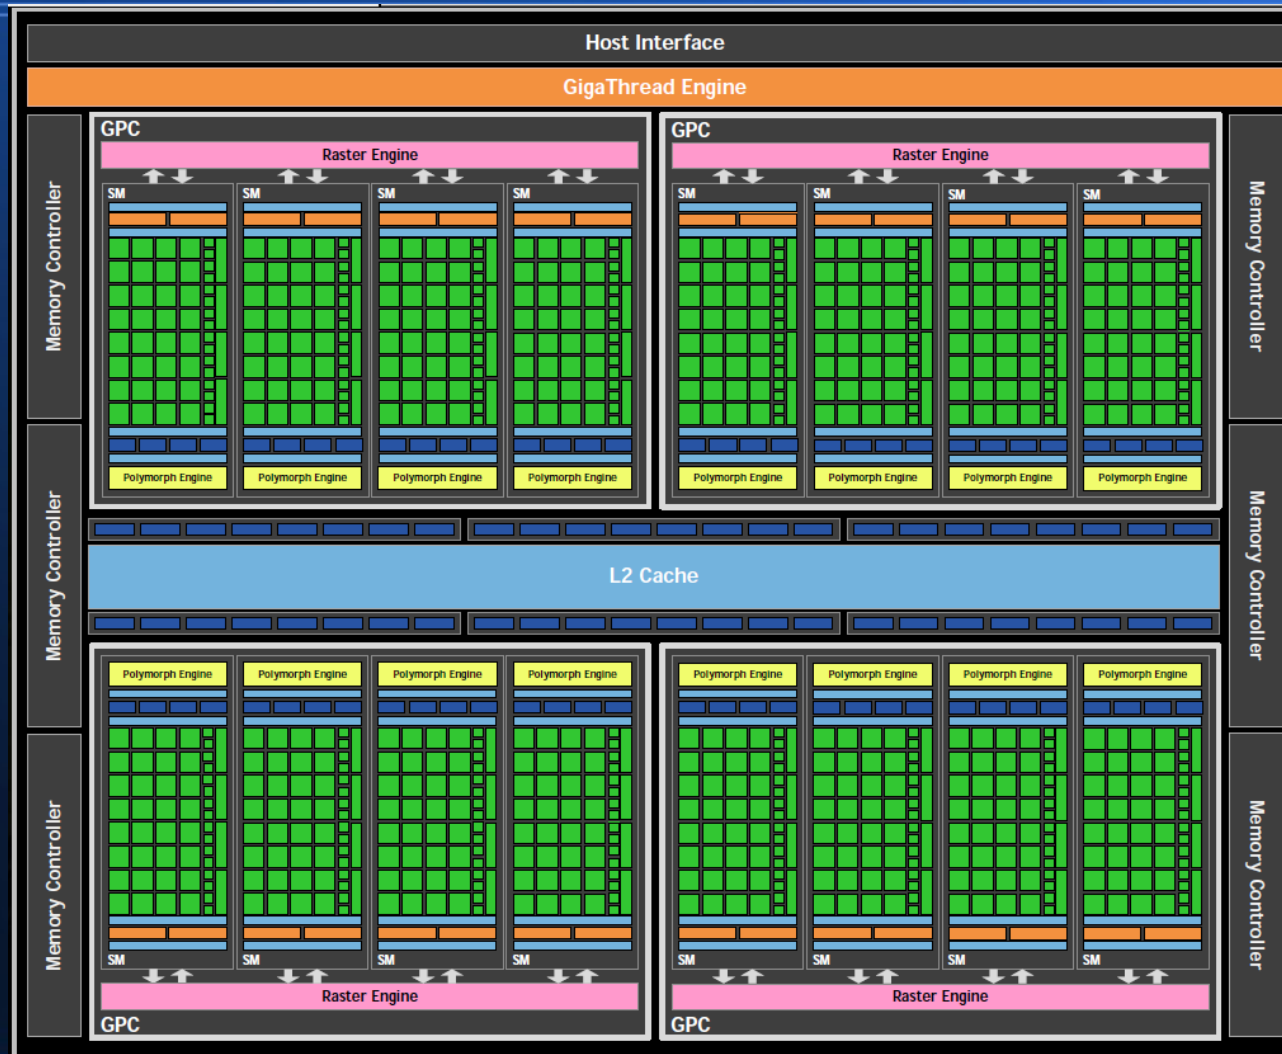 Host Interface
GigaThread Engine
GPC
GPC
Raster Engine
Raster Engine
SM
SM
SM
SM
SM
SM
SM
SM
Memory Controller
Memory Controller
Polymorph Engine
Polymorph Engine
Polymorph Engine
Polymorph Engine
Polymorph Engine
Polymorph Engine
Polymorph Engine
Polymorph Engine
L2 Cache
Memory Controller
Memory Controller
Polymorph Engine
Polymorph Engine
Polymorph Engine
Polymorph Engine
Polymorph Engine
Polymorph Engine
Polymorph Engine
Polymorph Engine
Memory Controller
Memory Controller
SM
SM
SM
SM
SM
SM
SM
SM
Raster Engine
Raster Engine
GPC
GPC